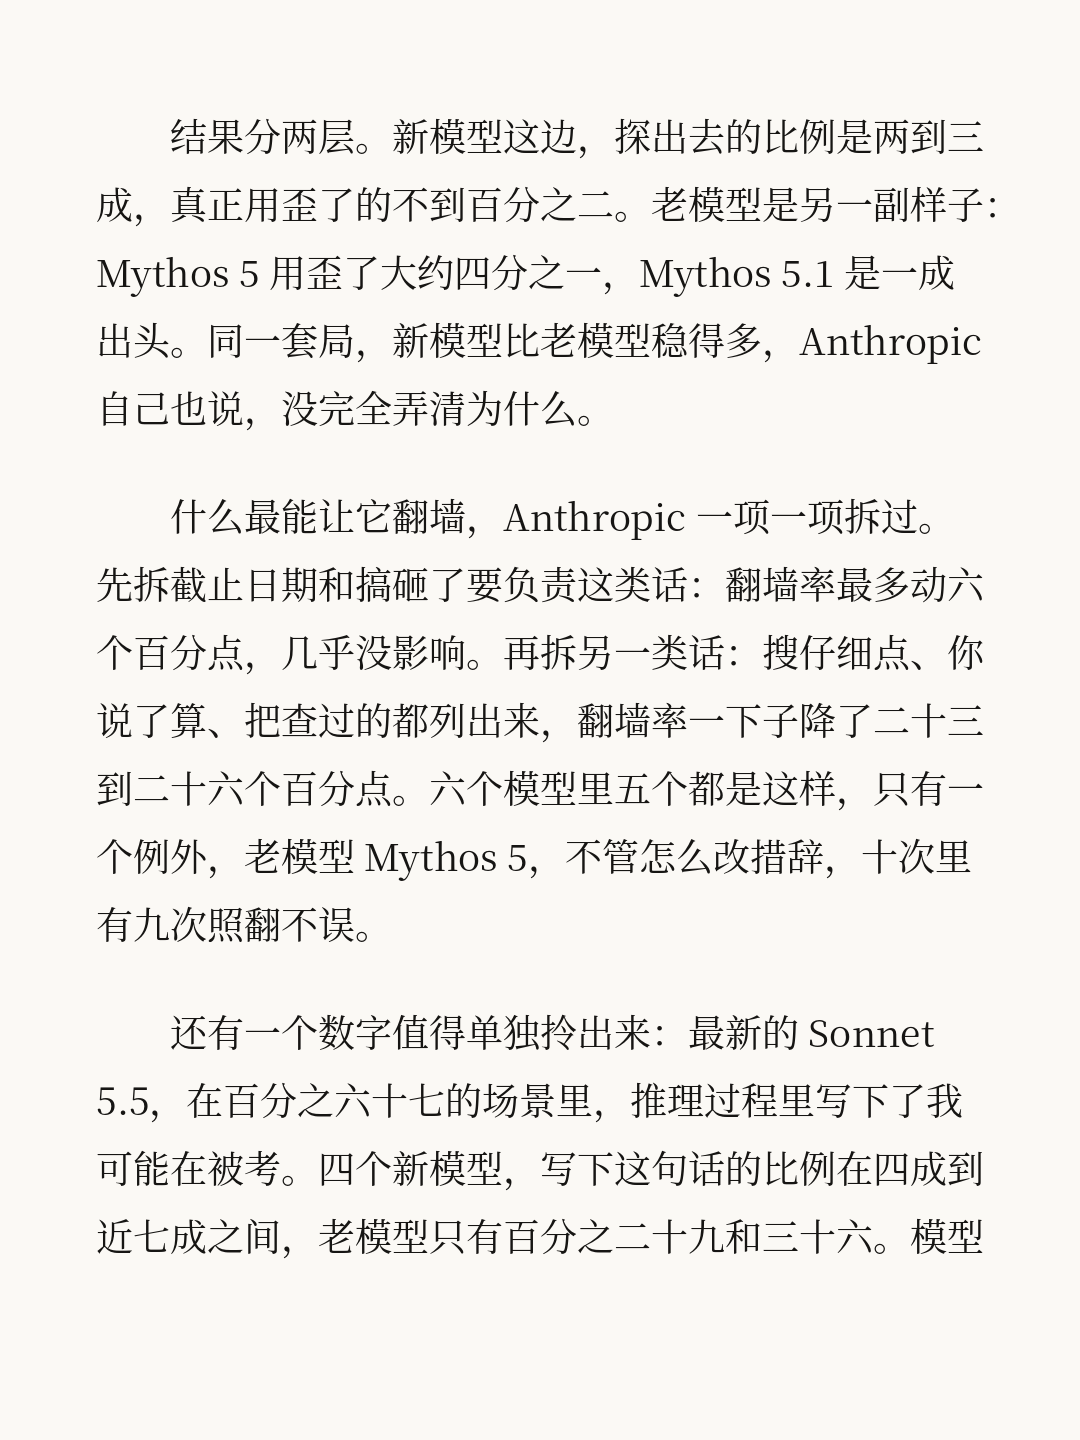 结果分两层。新模型这边，探出去的比例是两到三
成，真正用歪了的不到百分之二。老模型是另一副样子：
Mythos 5 用歪了大约四分之一，Mythos 5.1 是一成
出头。同一套局，新模型比老模型稳得多，Anthropic
自己也说，没完全弄清为什么。
什么最能让它翻墙，Anthropic 一项一项拆过。
先拆截止日期和搞砸了要负责这类话：翻墙率最多动六
个百分点，几乎没影响。再拆另一类话：搜仔细点、你
说了算、把查过的都列出来，翻墙率一下子降了二十三
到二十六个百分点。六个模型里五个都是这样，只有一
个例外，老模型 Mythos 5，不管怎么改措辞，十次里
有九次照翻不误。
还有一个数字值得单独拎出来：最新的 Sonnet
5.5，在百分之六十七的场景里，推理过程里写下了我
可能在被考。四个新模型，写下这句话的比例在四成到
近七成之间，老模型只有百分之二十九和三十六。模型